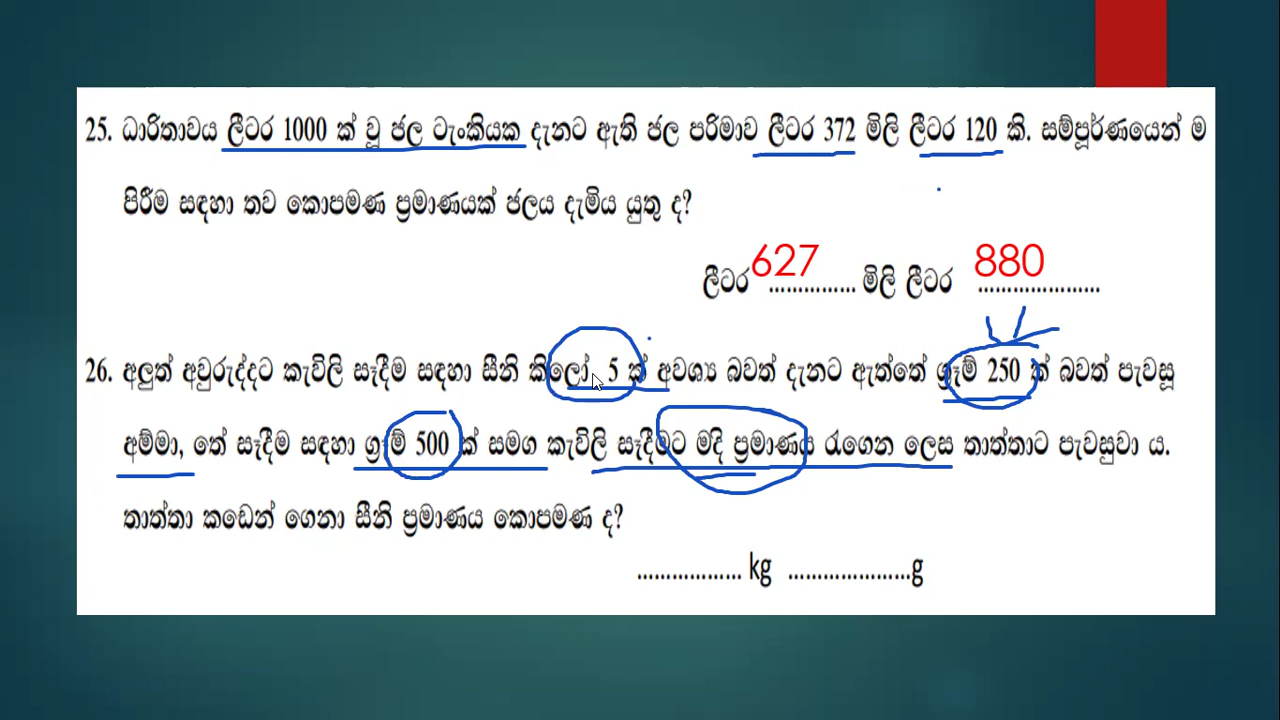 25. ධාරිතාවය ලීටර 1000 ක් වූ ජල ටැංකියක දැනට ඇති ජල පරිමාව ලීටර 372 මිලි ලීටර 120 කි. සම්පූර්ණයෙන් ම
පිරීම සඳහා තව කොපමණ ප්‍රමාණයක් ජලය දැමිය යුතු ද?
ලීටර 627 මිලි ලීටර 880
26. අලුත් අවුරුද්දට කැවිලි සෑදීම සඳහා සීනි කිලෝ 5 ක් අවශ්‍ය බවත් දැනට ඇත්තේ ග්‍රෑම් 250 ක් බවත් පැවසූ
අම්මා, තේ සෑදීම සඳහා ග්‍රෑම් 500 ක් සමග කැවිලි සෑදීමට මදි ප්‍රමාණය රැගෙන ලෙස තාත්තාට පැවසුවා ය.
තාත්තා කඩෙන් ගෙනා සීනි ප්‍රමාණය කොපමණ ද?
.................. kg .....................g